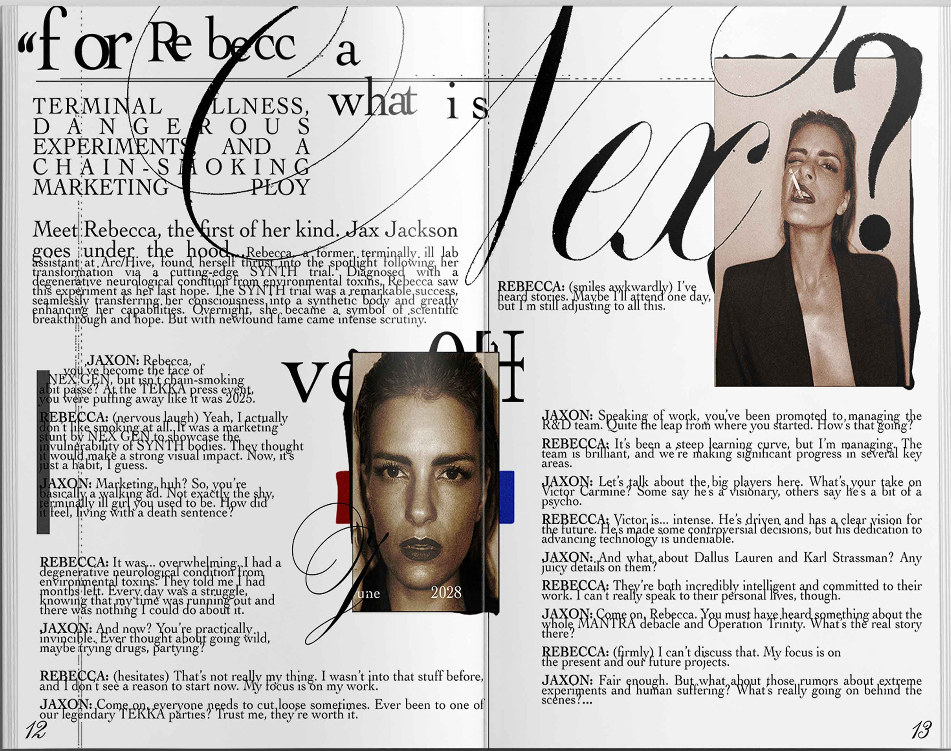 “for Rebecca
what is
Next?
TERMINAL ILLNESS,
DANGEROUS
EXPERIMENTS AND A
CHAIN-SMOKING
MARKETING PLOY
Meet Rebecca, the first of her kind. Jax Jackson
goes under the hood... Rebecca, a former terminally ill lab
assistant at Arc/Hive, found herself thrust into the spotlight following her
transformation via a cutting-edge SYNTH trial. Diagnosed with a
degenerative neurological condition from environmental toxins, Rebecca saw
this experiment as her last hope. The SYNTH trial was a remarkable success,
seamlessly transferring her consciousness into a synthetic body and greatly
enhancing her capabilities. Overnight, she became a symbol of scientific
breakthrough and hope. But with newfound fame came intense scrutiny.
JAXON: Rebecca,
you've become the face of
NEX GEN, but isn't chain-smoking
a bit passé? At the TEKKA press event,
you were puffing away like it was 2025.
REBECCA: (nervous laugh) Yeah, I actually
don't like smoking at all. It was a marketing
stunt by NEX GEN to showcase the
invulnerability of SYNTH bodies. They thought
it would make a strong visual impact. Now, it's
just a habit, I guess.
JAXON: Marketing, huh? So, you're
basically a walking ad. Not exactly the shy,
terminally ill girl you used to be. How did
it feel, living with a death sentence?
REBECCA: It was... overwhelming. I had a
degenerative neurological condition from
environmental toxins. They told me I had
months left. Every day was a struggle,
knowing that my time was running out and
there was nothing I could do about it.
JAXON: And now? You're practically
invincible. Ever thought about going wild,
maybe trying drugs, partying?
REBECCA: (hesitates) That's not really my thing. I wasn't into that stuff before,
and I don't see a reason to start now. My focus is on my work.
JAXON: Come on, everyone needs to cut loose sometimes. Ever been to one of
our legendary TEKKA parties? Trust me, they're worth it.
12
June 2028
REBECCA: (smiles awkwardly) I've
heard stories. Maybe I'll attend one day,
but I'm still adjusting to all this.
JAXON: Speaking of work, you've been promoted to managing the
R&D team. Quite the leap from where you started. How's that going?
REBECCA: It's been a steep learning curve, but I'm managing. The
team is brilliant, and we're making significant progress in several key
areas.
JAXON: Let's talk about the big players here. What's your take on
Victor Carmine? Some say he's a visionary, others say he's a bit of a
psycho.
REBECCA: Victor is... intense. He's driven and has a clear vision for
the future. He's made some controversial decisions, but his dedication to
advancing technology is undeniable.
JAXON: And what about Dallus Lauren and Karl Strassman? Any
juicy details on them?
REBECCA: They're both incredibly intelligent and committed to their
work. I can't really speak to their personal lives, though.
JAXON: Come on, Rebecca. You must have heard something about the
whole MANTRA debacle and Operation Trinity. What's the real story
there?
REBECCA: (firmly) I can't discuss that. My focus is on
the present and our future projects.
JAXON: Fair enough. But what about those rumors about extreme
experiments and human suffering? What's really going on behind the
scenes?...
13